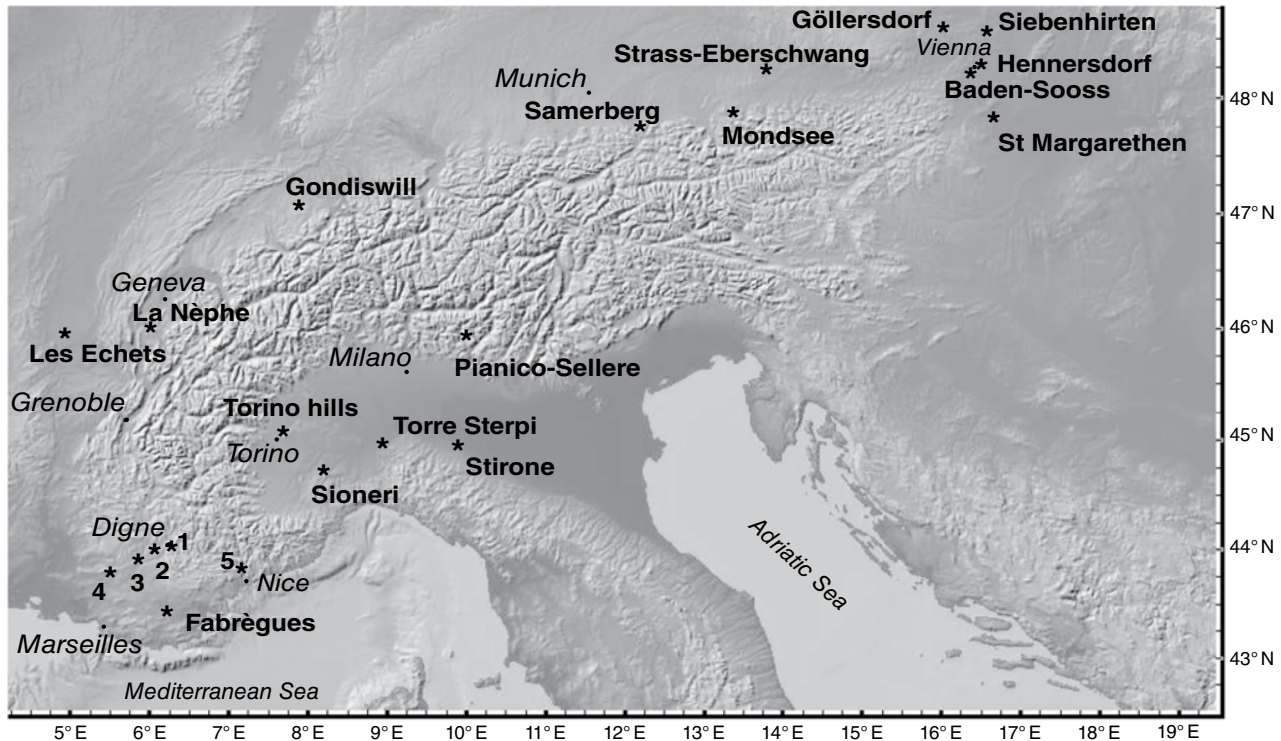 Göllersdorf
Siebenhirten
Vienna
Strass-Eberschwang
Hennersdorf
Munich
Baden-Sooss
48° N
Samerberg
Mondsee
St Margarethen
Gondiswill
47° N
Geneva
La Nèphe
46° N
Les Echets
Milano
Pianico-Sellere
Grenoble
Torino hills
Torre Sterpi
45° N
Torino
Stirone
Sioneri
Digne
1
44° N
5
2
Nice
3
4
Adriatic Sea
Fabrègues
Marseilles
43° N
Mediterranean Sea
5° E 6° E 7° E 8° E 9° E 10° E 11° E 12° E 13° E 14° E 15° E 16° E 17° E 18° E 19° E